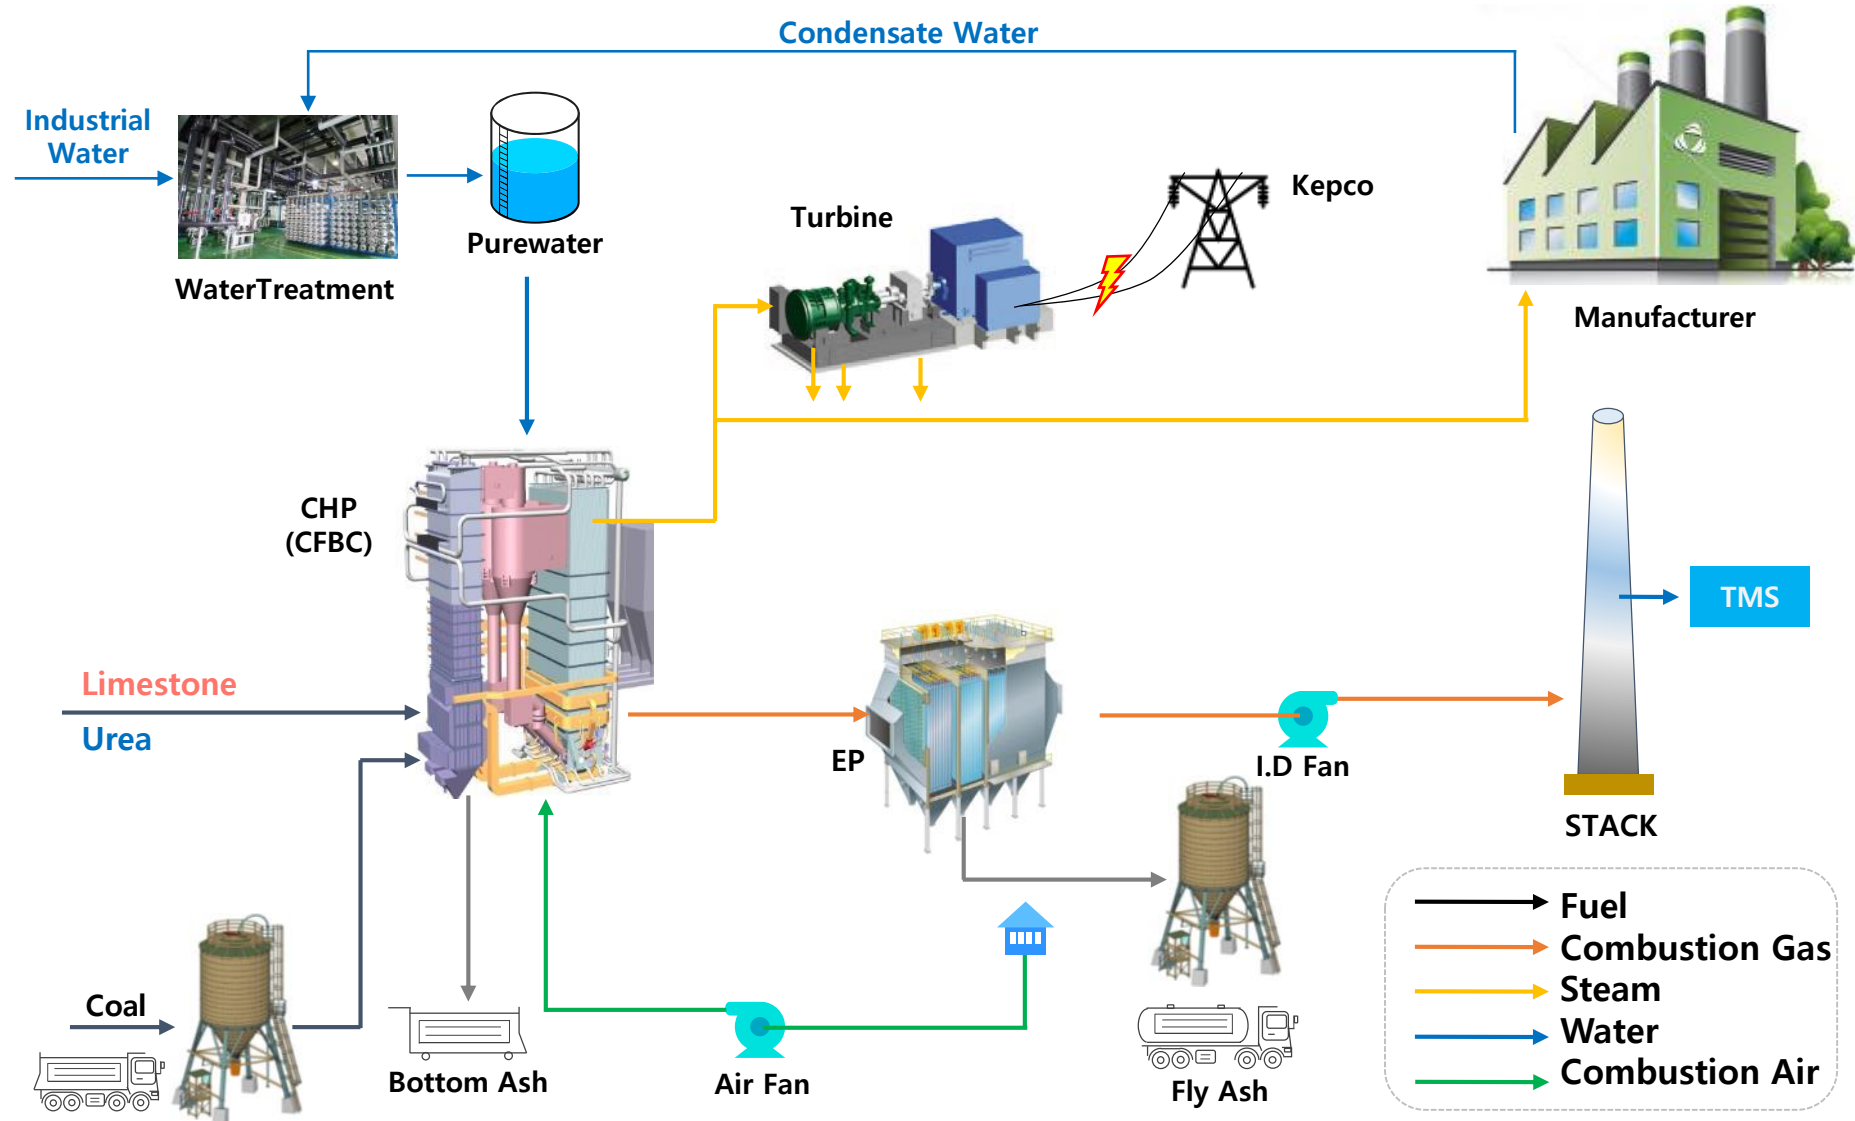 Condensate Water
Industrial
Water
WaterTreatment
Purewater
Turbine
Kepco
Manufacturer
CHP
(CFBC)
Limestone
Urea
EP
I.D Fan
TMS
STACK
Coal
Bottom Ash
Air Fan
Fly Ash
Fuel
Combustion Gas
Steam
Water
Combustion Air